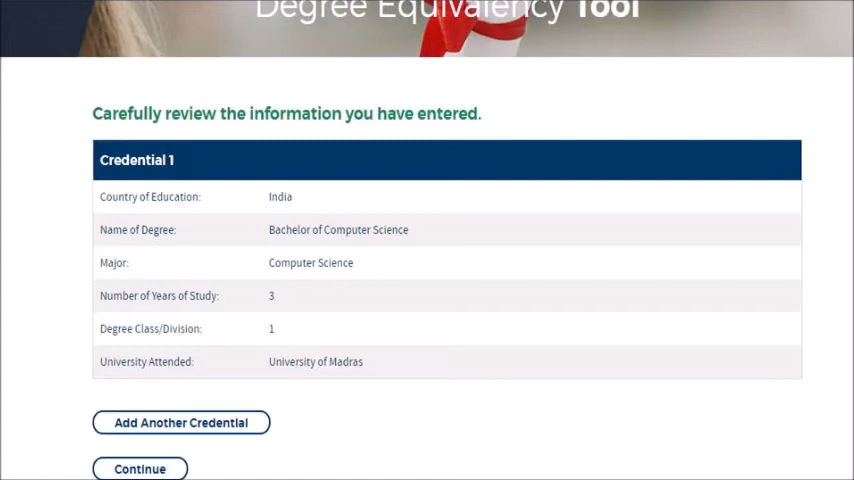 Degree Equivalency Tool
Carefully review the information you have entered.
Credential 1
Country of Education: India
Name of Degree: Bachelor of Computer Science
Major: Computer Science
Number of Years of Study: 3
Degree Class/Division: 1
University Attended: University of Madras
Add Another Credential
Continue